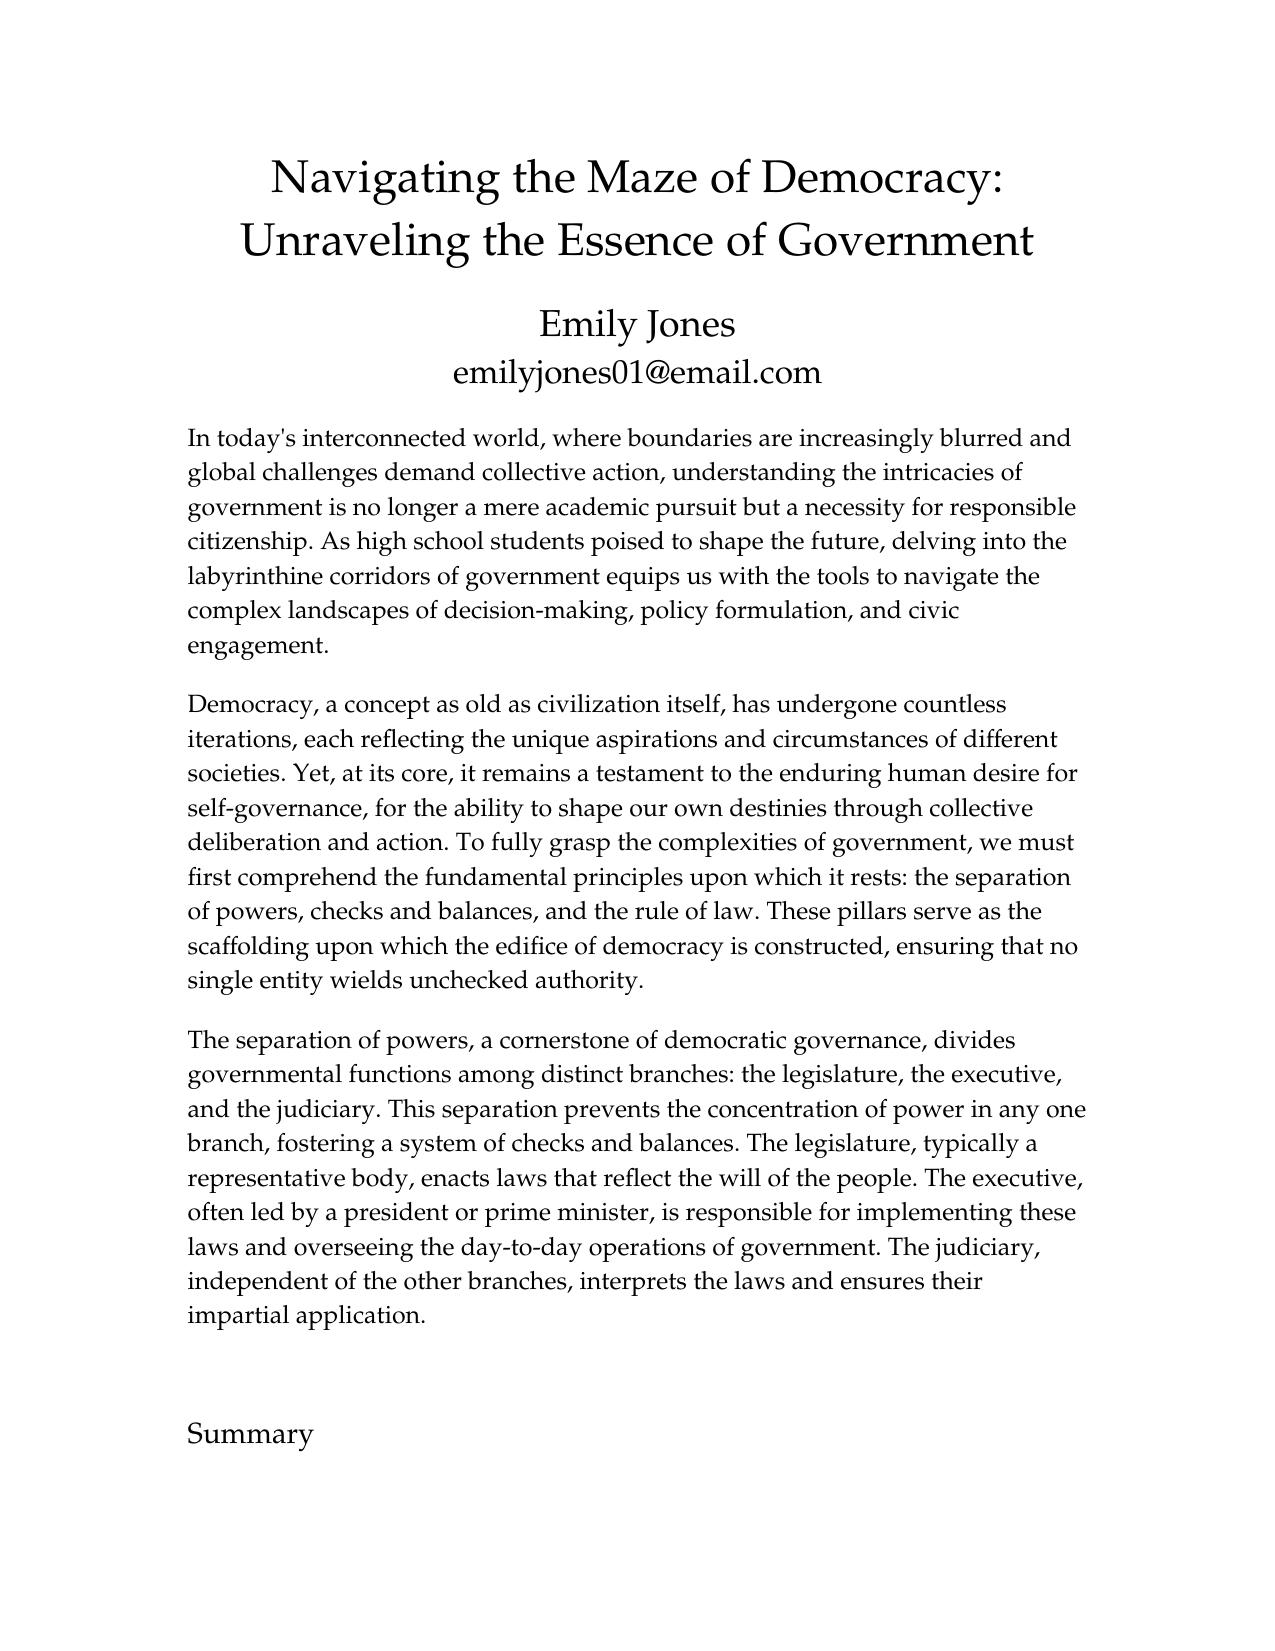 Navigating the Maze of Democracy:
Unraveling the Essence of Government
Emily Jones
emilyjones01@email.com
In today's interconnected world, where boundaries are increasingly blurred and
global challenges demand collective action, understanding the intricacies of
government is no longer a mere academic pursuit but a necessity for responsible
citizenship. As high school students poised to shape the future, delving into the
labyrinthine corridors of government equips us with the tools to navigate the
complex landscapes of decision-making, policy formulation, and civic
engagement.
Democracy, a concept as old as civilization itself, has undergone countless
iterations, each reflecting the unique aspirations and circumstances of different
societies. Yet, at its core, it remains a testament to the enduring human desire for
self-governance, for the ability to shape our own destinies through collective
deliberation and action. To fully grasp the complexities of government, we must
first comprehend the fundamental principles upon which it rests: the separation
of powers, checks and balances, and the rule of law. These pillars serve as the
scaffolding upon which the edifice of democracy is constructed, ensuring that no
single entity wields unchecked authority.
The separation of powers, a cornerstone of democratic governance, divides
governmental functions among distinct branches: the legislature, the executive,
and the judiciary. This separation prevents the concentration of power in any one
branch, fostering a system of checks and balances. The legislature, typically a
representative body, enacts laws that reflect the will of the people. The executive,
often led by a president or prime minister, is responsible for implementing these
laws and overseeing the day-to-day operations of government. The judiciary,
independent of the other branches, interprets the laws and ensures their
impartial application.
Summary